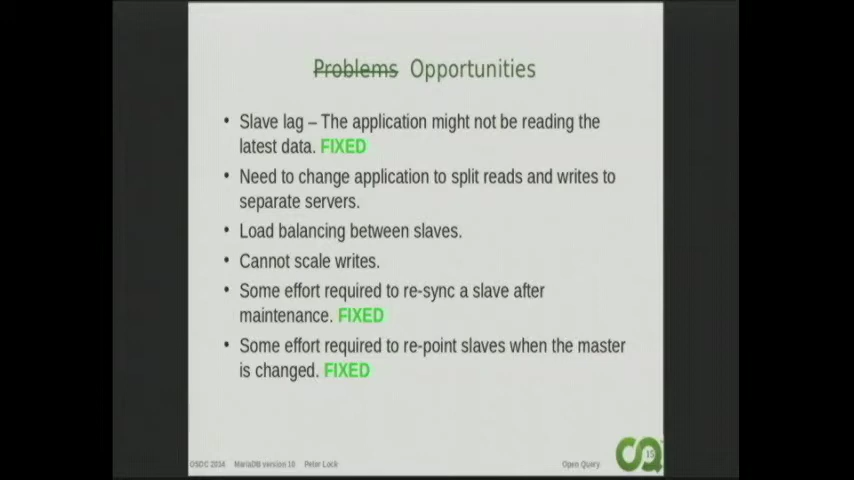 Problems Opportunities
• Slave lag – The application might not be reading the
latest data. FIXED
• Need to change application to split reads and writes to
separate servers.
• Load balancing between slaves.
• Cannot scale writes.
• Some effort required to re-sync a slave after
maintenance. FIXED
• Some effort required to re-point slaves when the master
is changed. FIXED
OSDC 2014 MariaDB version 10 Peter Lock
Open Query
15